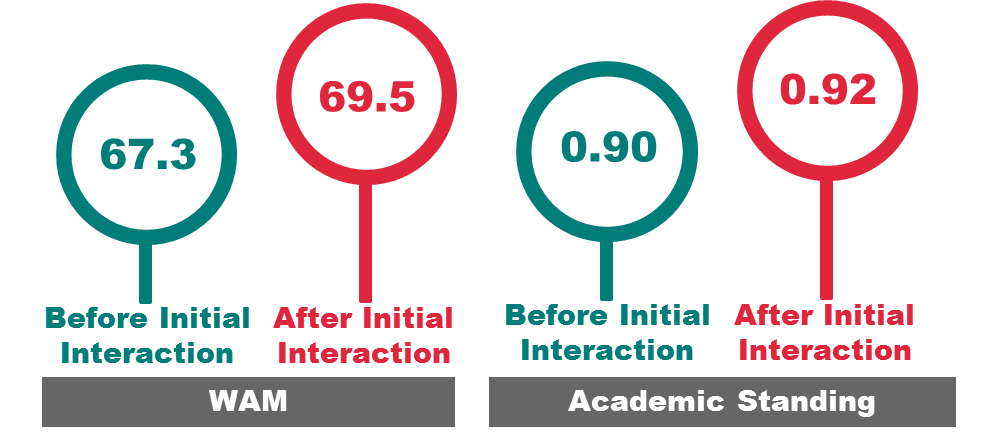 67.3
69.5
Before Initial
Interaction
After Initial
Interaction
WAM
0.90
0.92
Before Initial
Interaction
After Initial
Interaction
Academic Standing